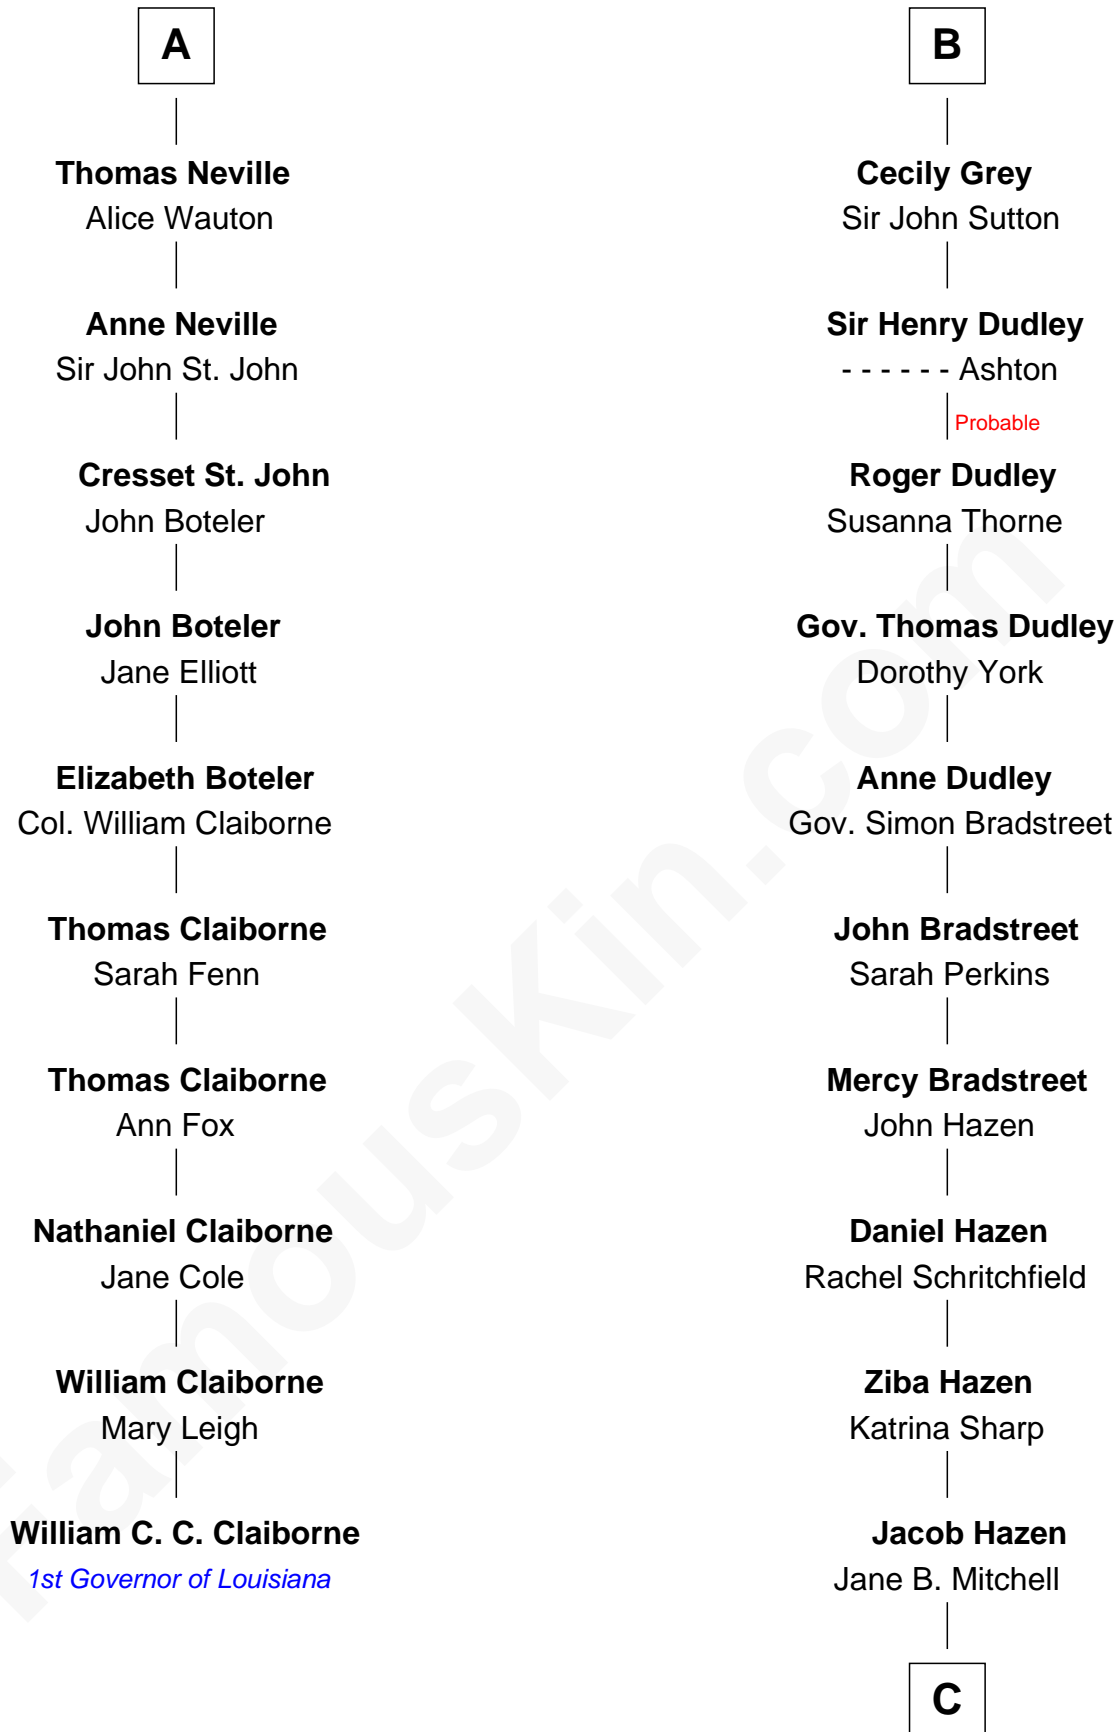 A
Thomas Neville
Alice Wauton
Anne Neville
Sir John St. John
Cresset St. John
John Boteler
John Boteler
Jane Elliott
Elizabeth Boteler
Col. William Claiborne
Thomas Claiborne
Sarah Fenn
Thomas Claiborne
Ann Fox
Nathaniel Claiborne
Jane Cole
William Claiborne
Mary Leigh
William C. C. Claiborne
1st Governor of Louisiana
B
Cecily Grey
Sir John Sutton
Sir Henry Dudley
- - - - - - Ashton
Probable
Roger Dudley
Susanna Thorne
Gov. Thomas Dudley
Dorothy York
Anne Dudley
Gov. Simon Bradstreet
John Bradstreet
Sarah Perkins
Mercy Bradstreet
John Hazen
Daniel Hazen
Rachel Schritchfield
Ziba Hazen
Katrina Sharp
Jacob Hazen
Jane B. Mitchell
C
FamousKin.com